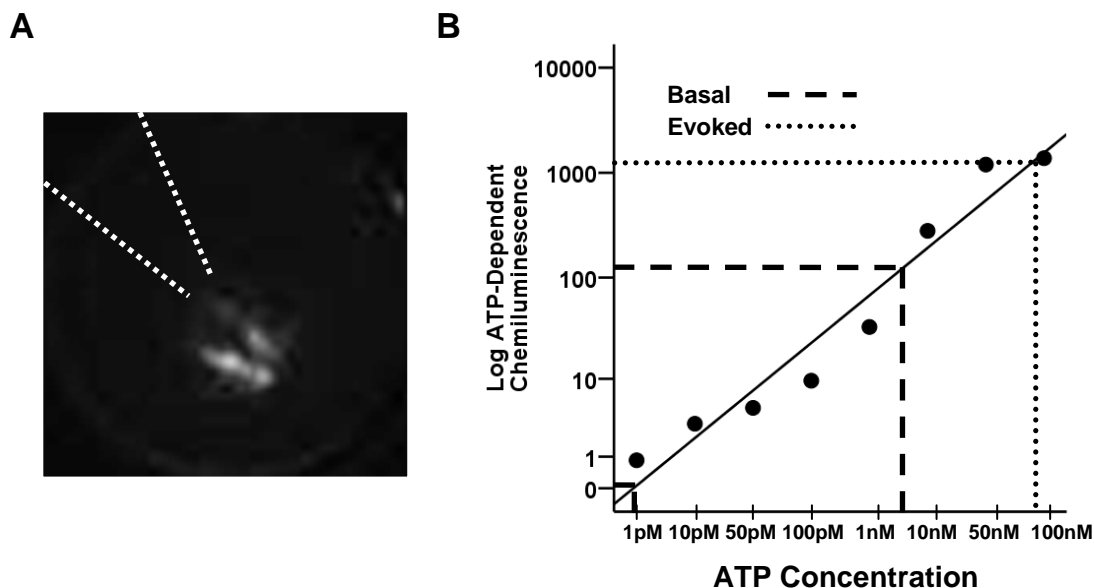 A
B
10000
1000
100
10
1
0
Log ATP-Dependent
Chemiluminescence
Basal
Evoked
1pM 10pM 50pM 100pM 1nM 10nM 50nM 100nM
ATP Concentration